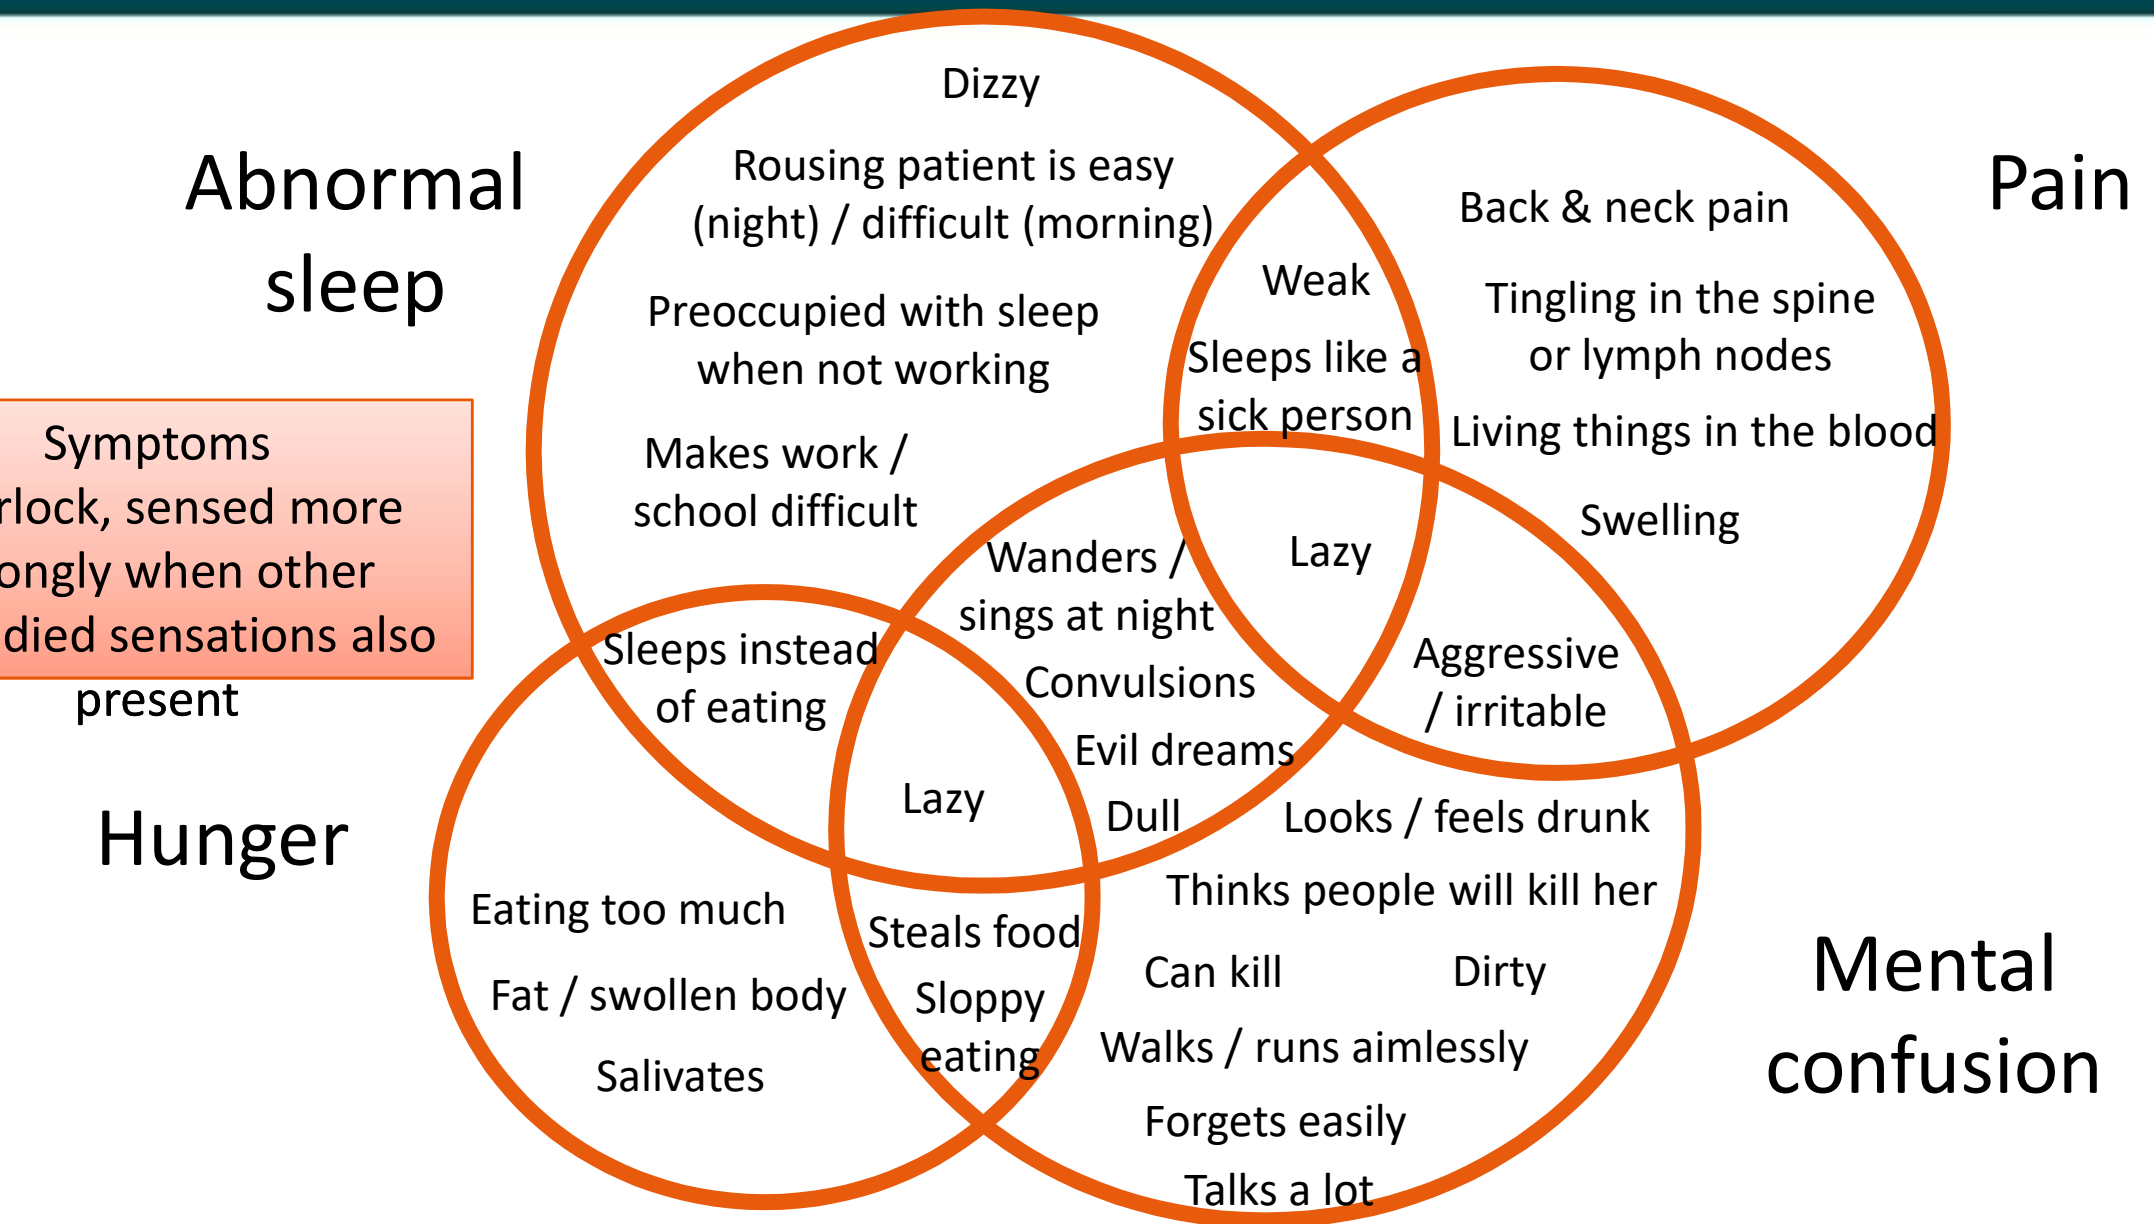 Abnormal
sleep
Pain
Hunger
Mental
confusion
Symptoms
rlock, sensed more
ongly when other
died sensations also
present
Dizzy
Rousing patient is easy
(night) / difficult (morning)
Preoccupied with sleep
when not working
Makes work /
school difficult
Weak
Sleeps like a
sick person
Back & neck pain
Tingling in the spine
or lymph nodes
Living things in the blood
Swelling
Lazy
Wanders /
sings at night
Convulsions
Evil dreams
Dull
Aggressive
/ irritable
Sleeps instead
of eating
Lazy
Eating too much
Fat / swollen body
Salivates
Steals food
Sloppy
eating
Looks / feels drunk
Thinks people will kill her
Can kill
Dirty
Walks / runs aimlessly
Forgets easily
Talks a lot